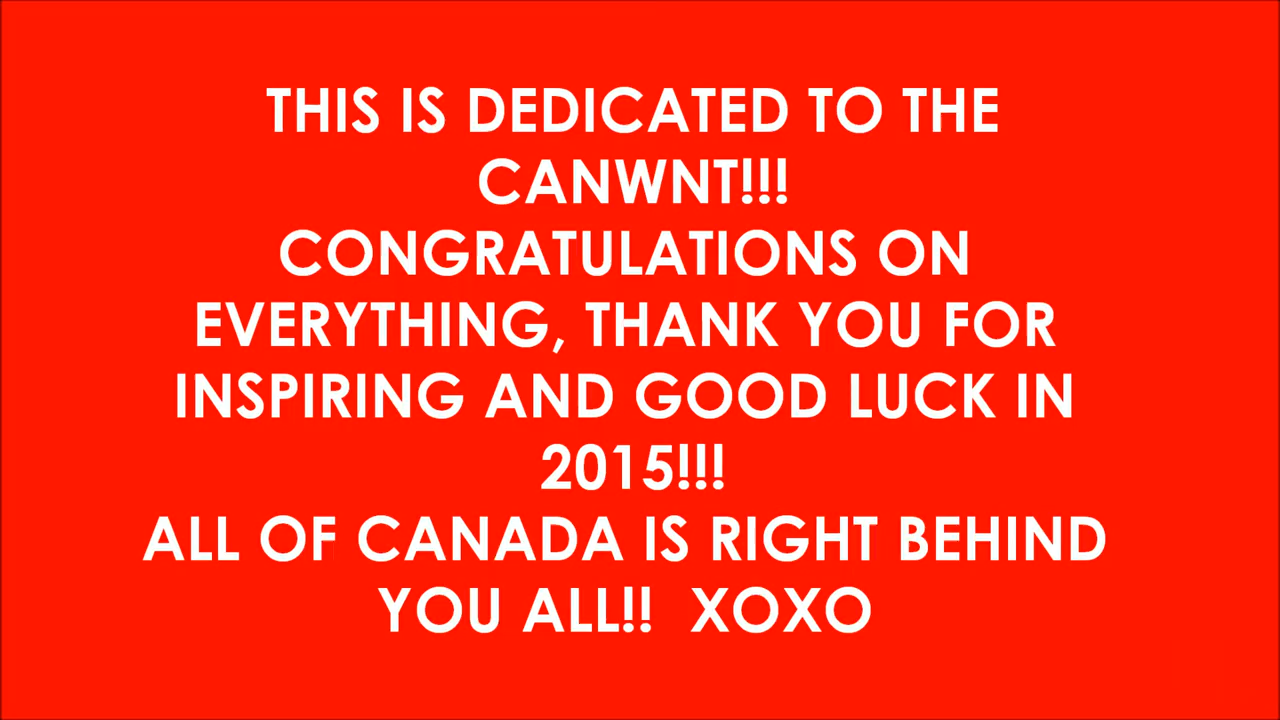 THIS IS DEDICATED TO THE
CANWNT!!!
CONGRATULATIONS ON
EVERYTHING, THANK YOU FOR
INSPIRING AND GOOD LUCK IN
2015!!!
ALL OF CANADA IS RIGHT BEHIND
YOU ALL!!  XOXO